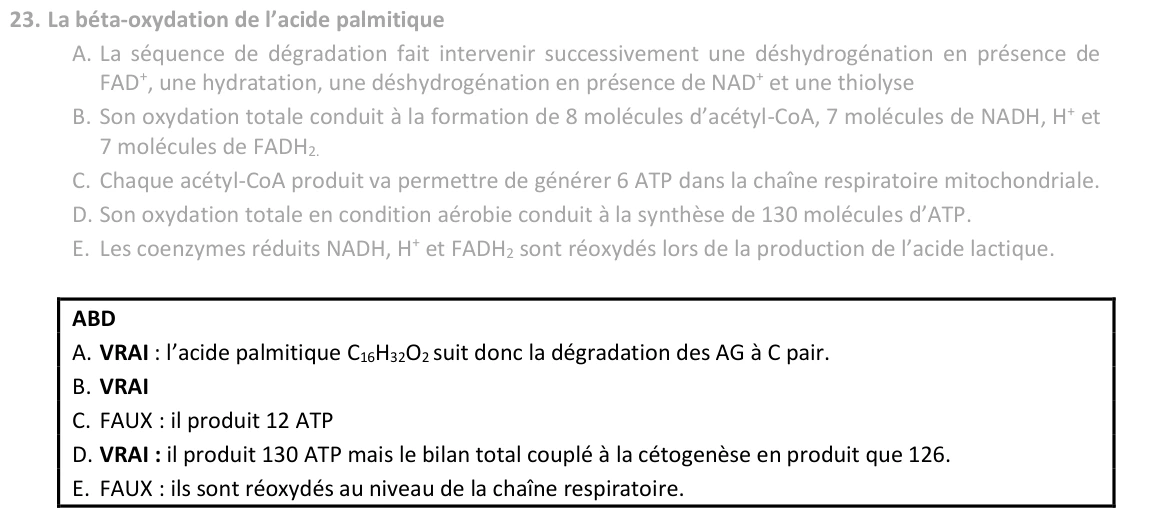 23. La béta-oxydation de l'acide palmitique
A. La séquence de dégradation fait intervenir successivement une déshydrogénation en présence de
FAD⁺, une hydratation, une déshydrogénation en présence de NAD⁺ et une thiolyse
B. Son oxydation totale conduit à la formation de 8 molécules d'acétyl-CoA, 7 molécules de NADH, H⁺ et
7 molécules de FADH₂.
C. Chaque acétyl-CoA produit va permettre de générer 6 ATP dans la chaîne respiratoire mitochondriale.
D. Son oxydation totale en condition aérobie conduit à la synthèse de 130 molécules d'ATP.
E. Les coenzymes réduits NADH, H⁺ et FADH₂ sont réoxydés lors de la production de l'acide lactique.
ABD
A. VRAI : l'acide palmitique C₁₆H₃₂O₂ suit donc la dégradation des AG à C pair.
B. VRAI
C. FAUX : il produit 12 ATP
D. VRAI : il produit 130 ATP mais le bilan total couplé à la cétogenèse en produit que 126.
E. FAUX : ils sont réoxydés au niveau de la chaîne respiratoire.